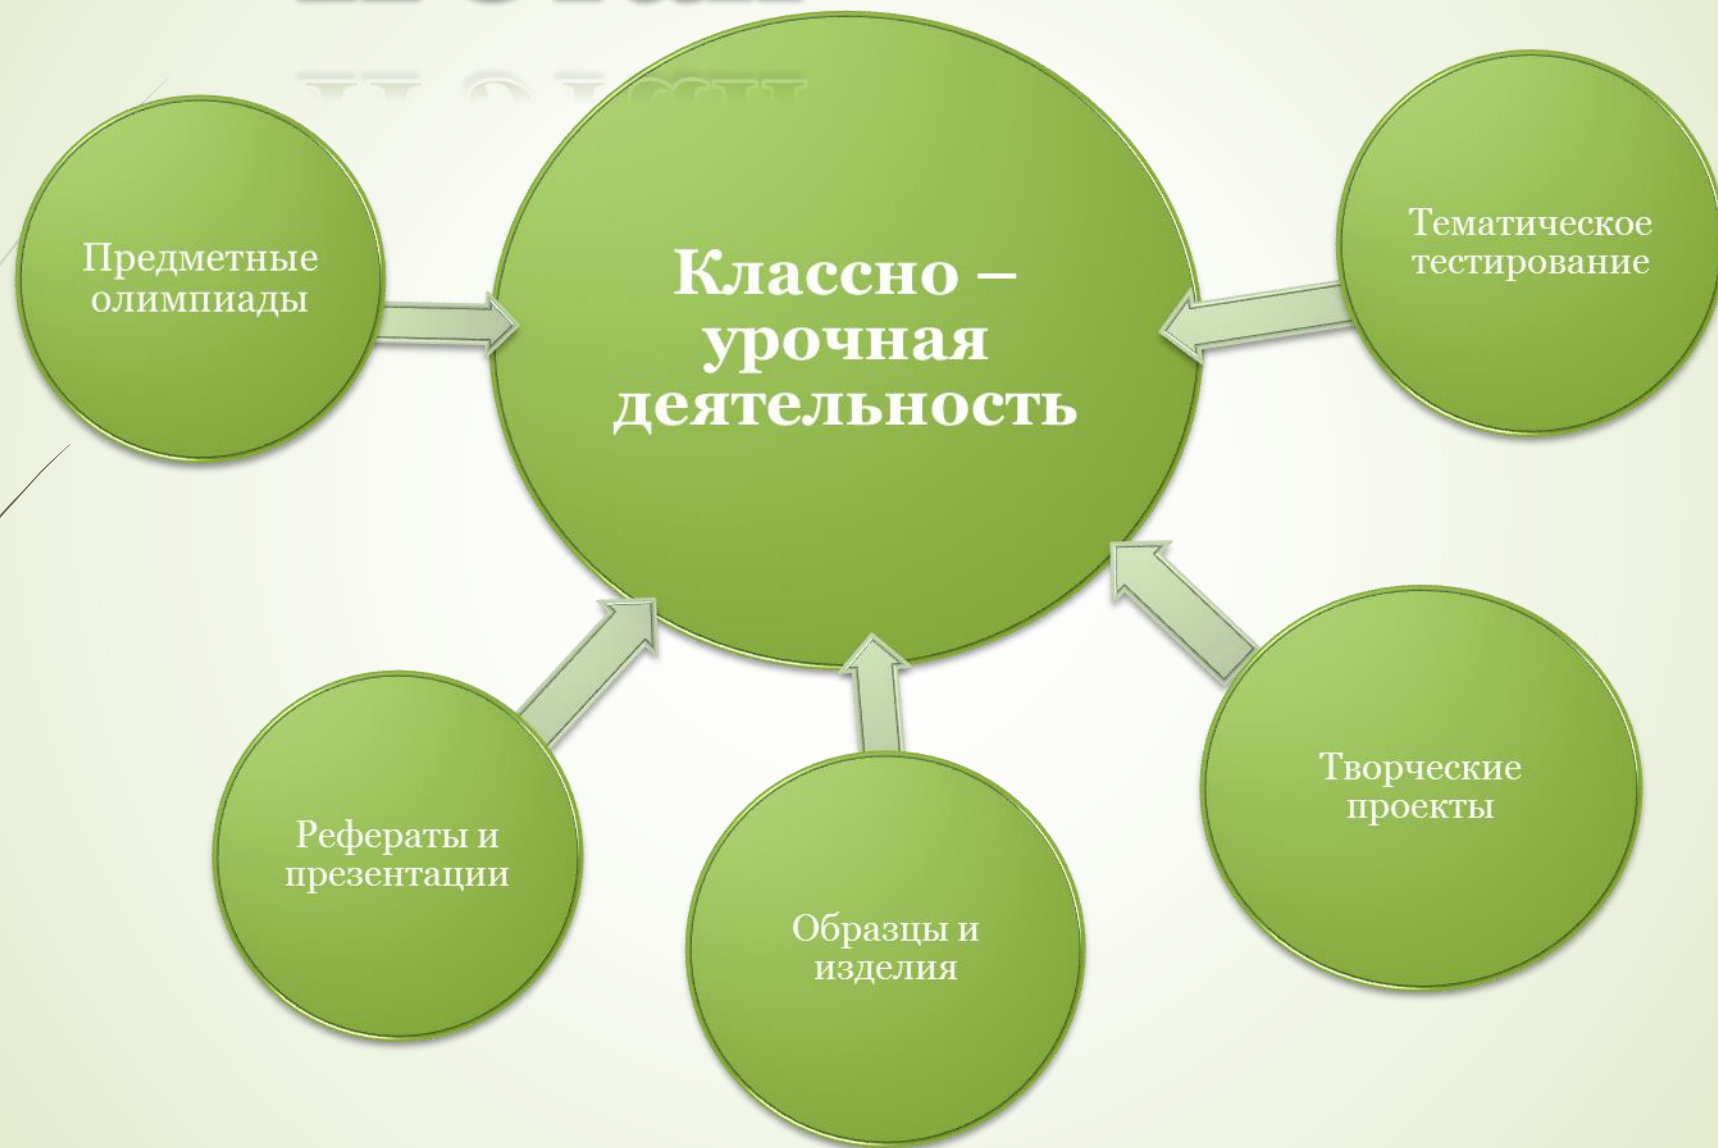 Предметные
олимпиады
Классно –
урочная
деятельность
Тематическое
тестирование
Рефераты и
презентации
Образцы и
изделия
Творческие
проекты